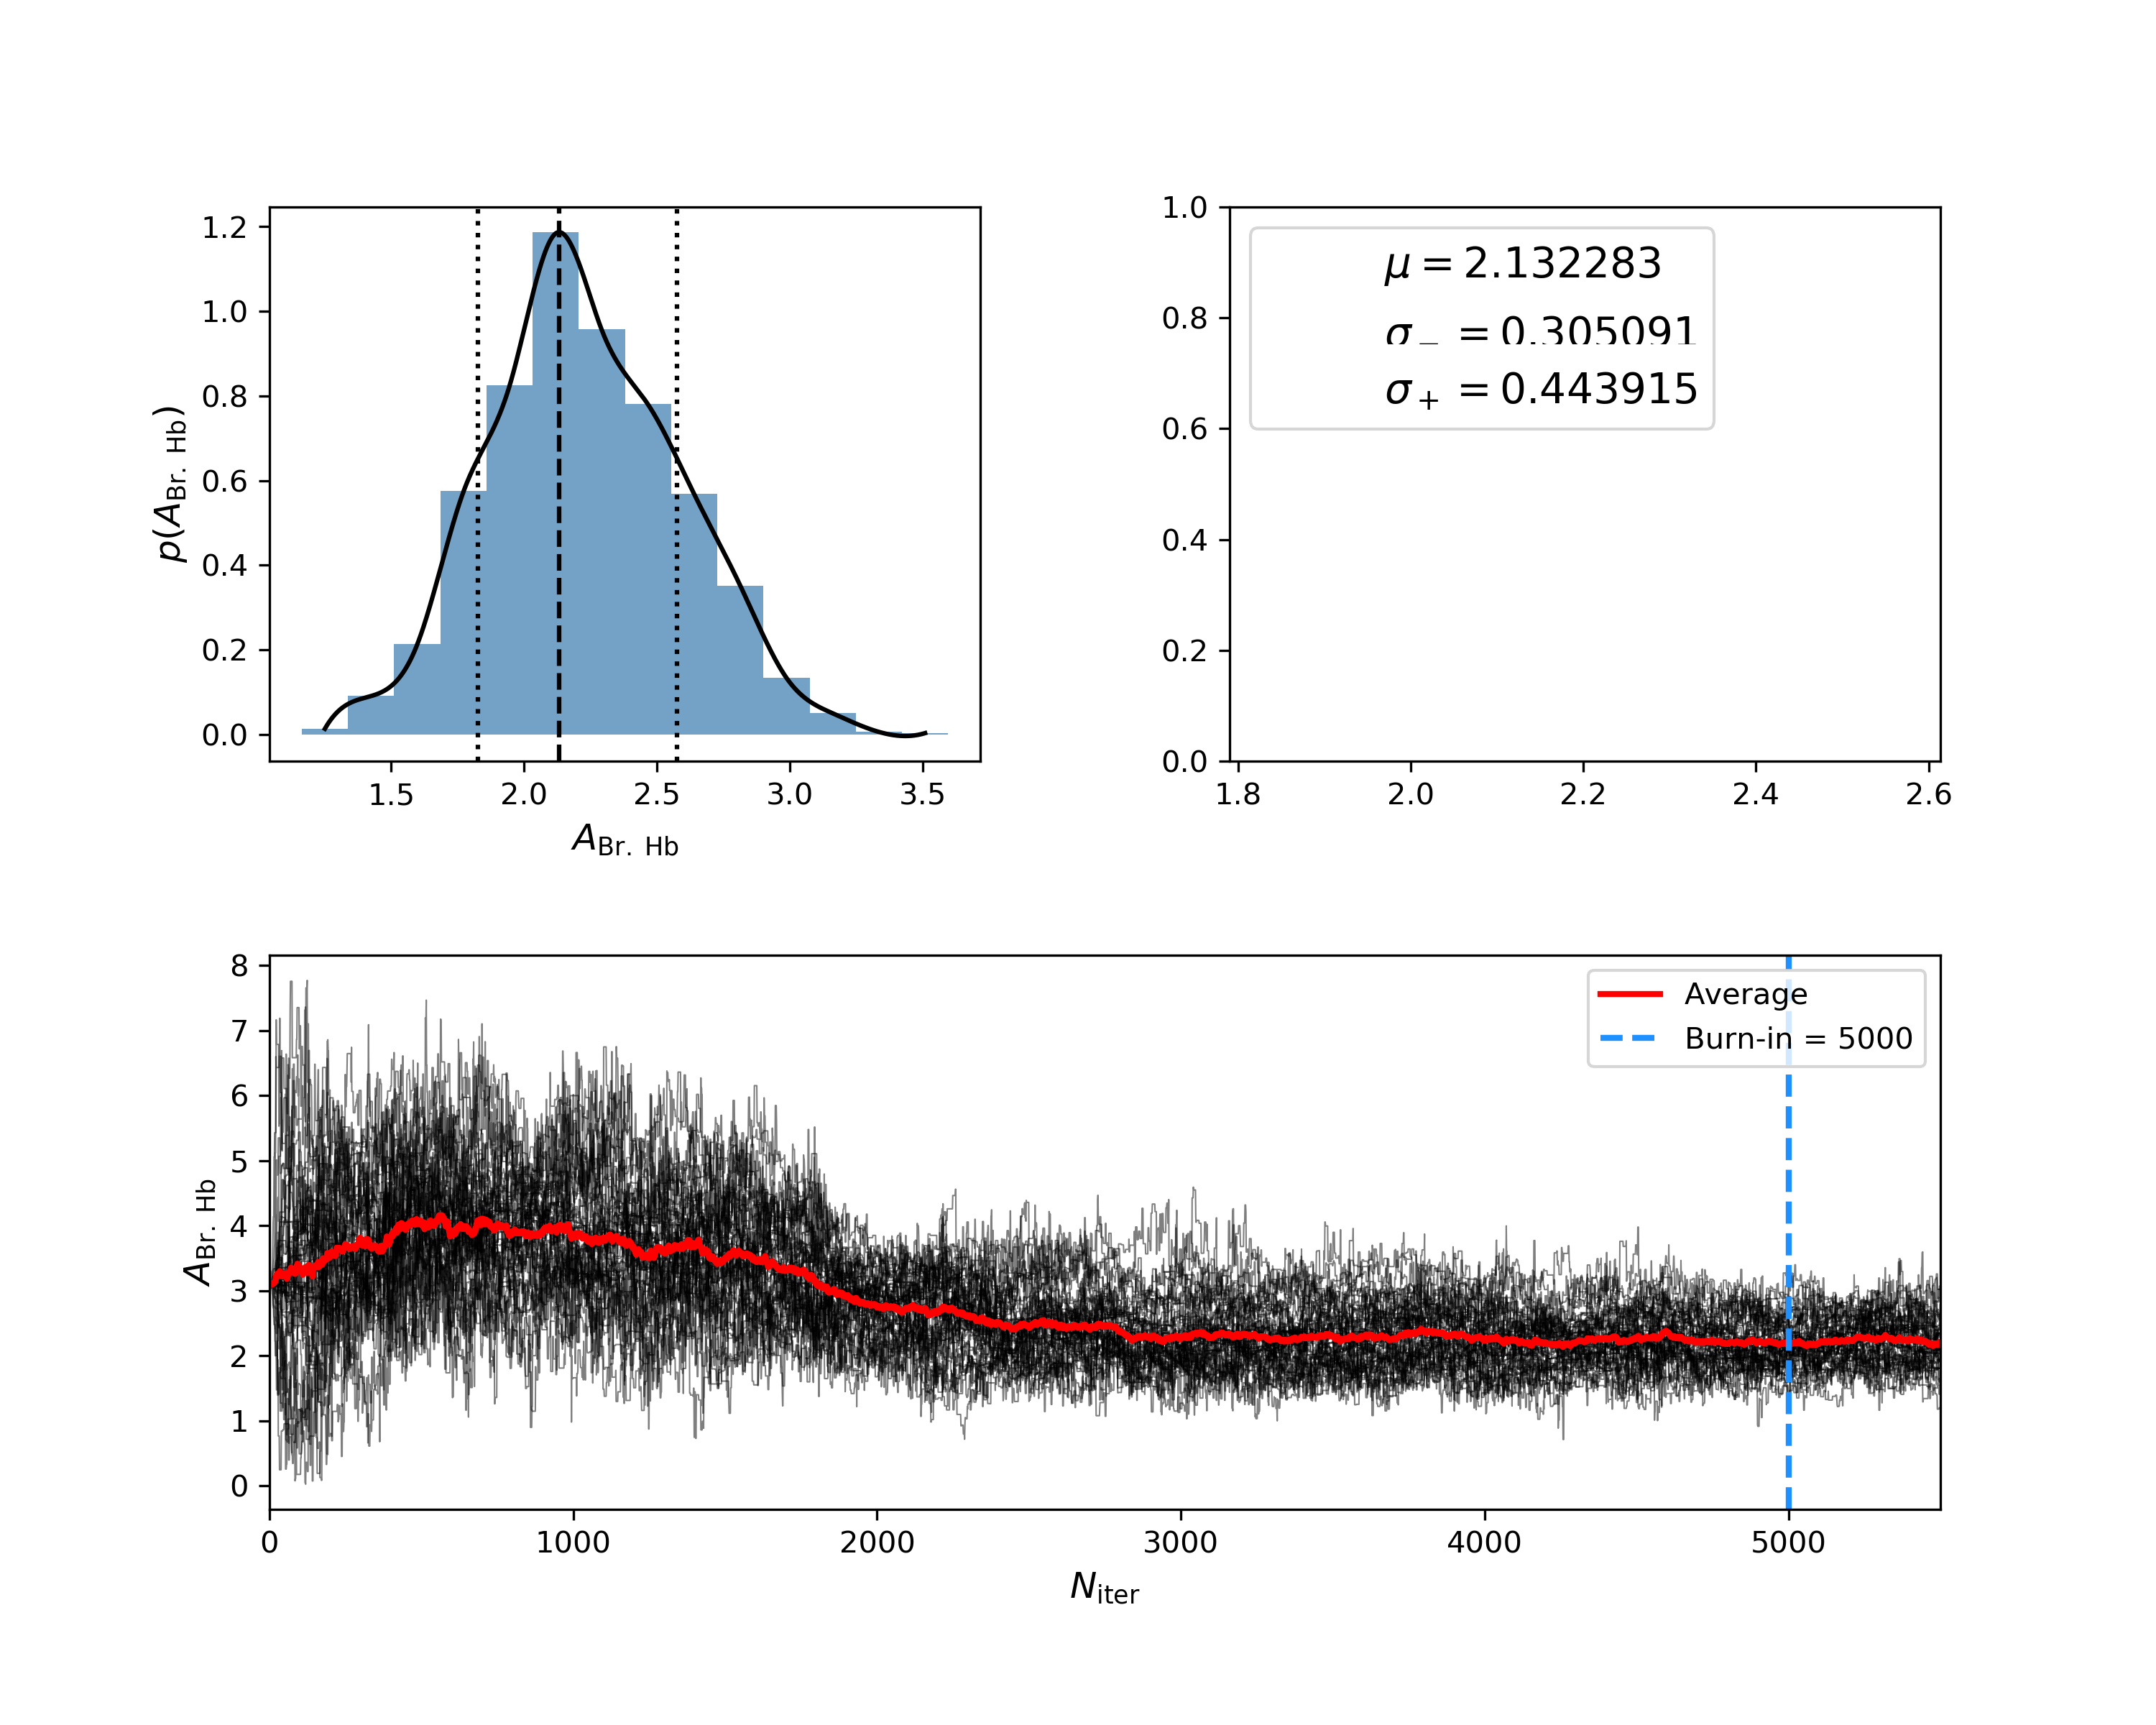 1.2
1.0
0.8
0.6
0.4
0.2
0.0
p(A_Br. Hb)
1.5 2.0 2.5 3.0 3.5
A_Br. Hb
1.0
0.8
0.6
0.4
0.2
0.0
μ = 2.132283
σ_− = 0.305091
σ_+ = 0.443915
1.8 2.0 2.2 2.4 2.6
8
7
6
5
4
3
2
1
0
A_Br. Hb
Average
Burn-in = 5000
0 1000 2000 3000 4000 5000
N_iter